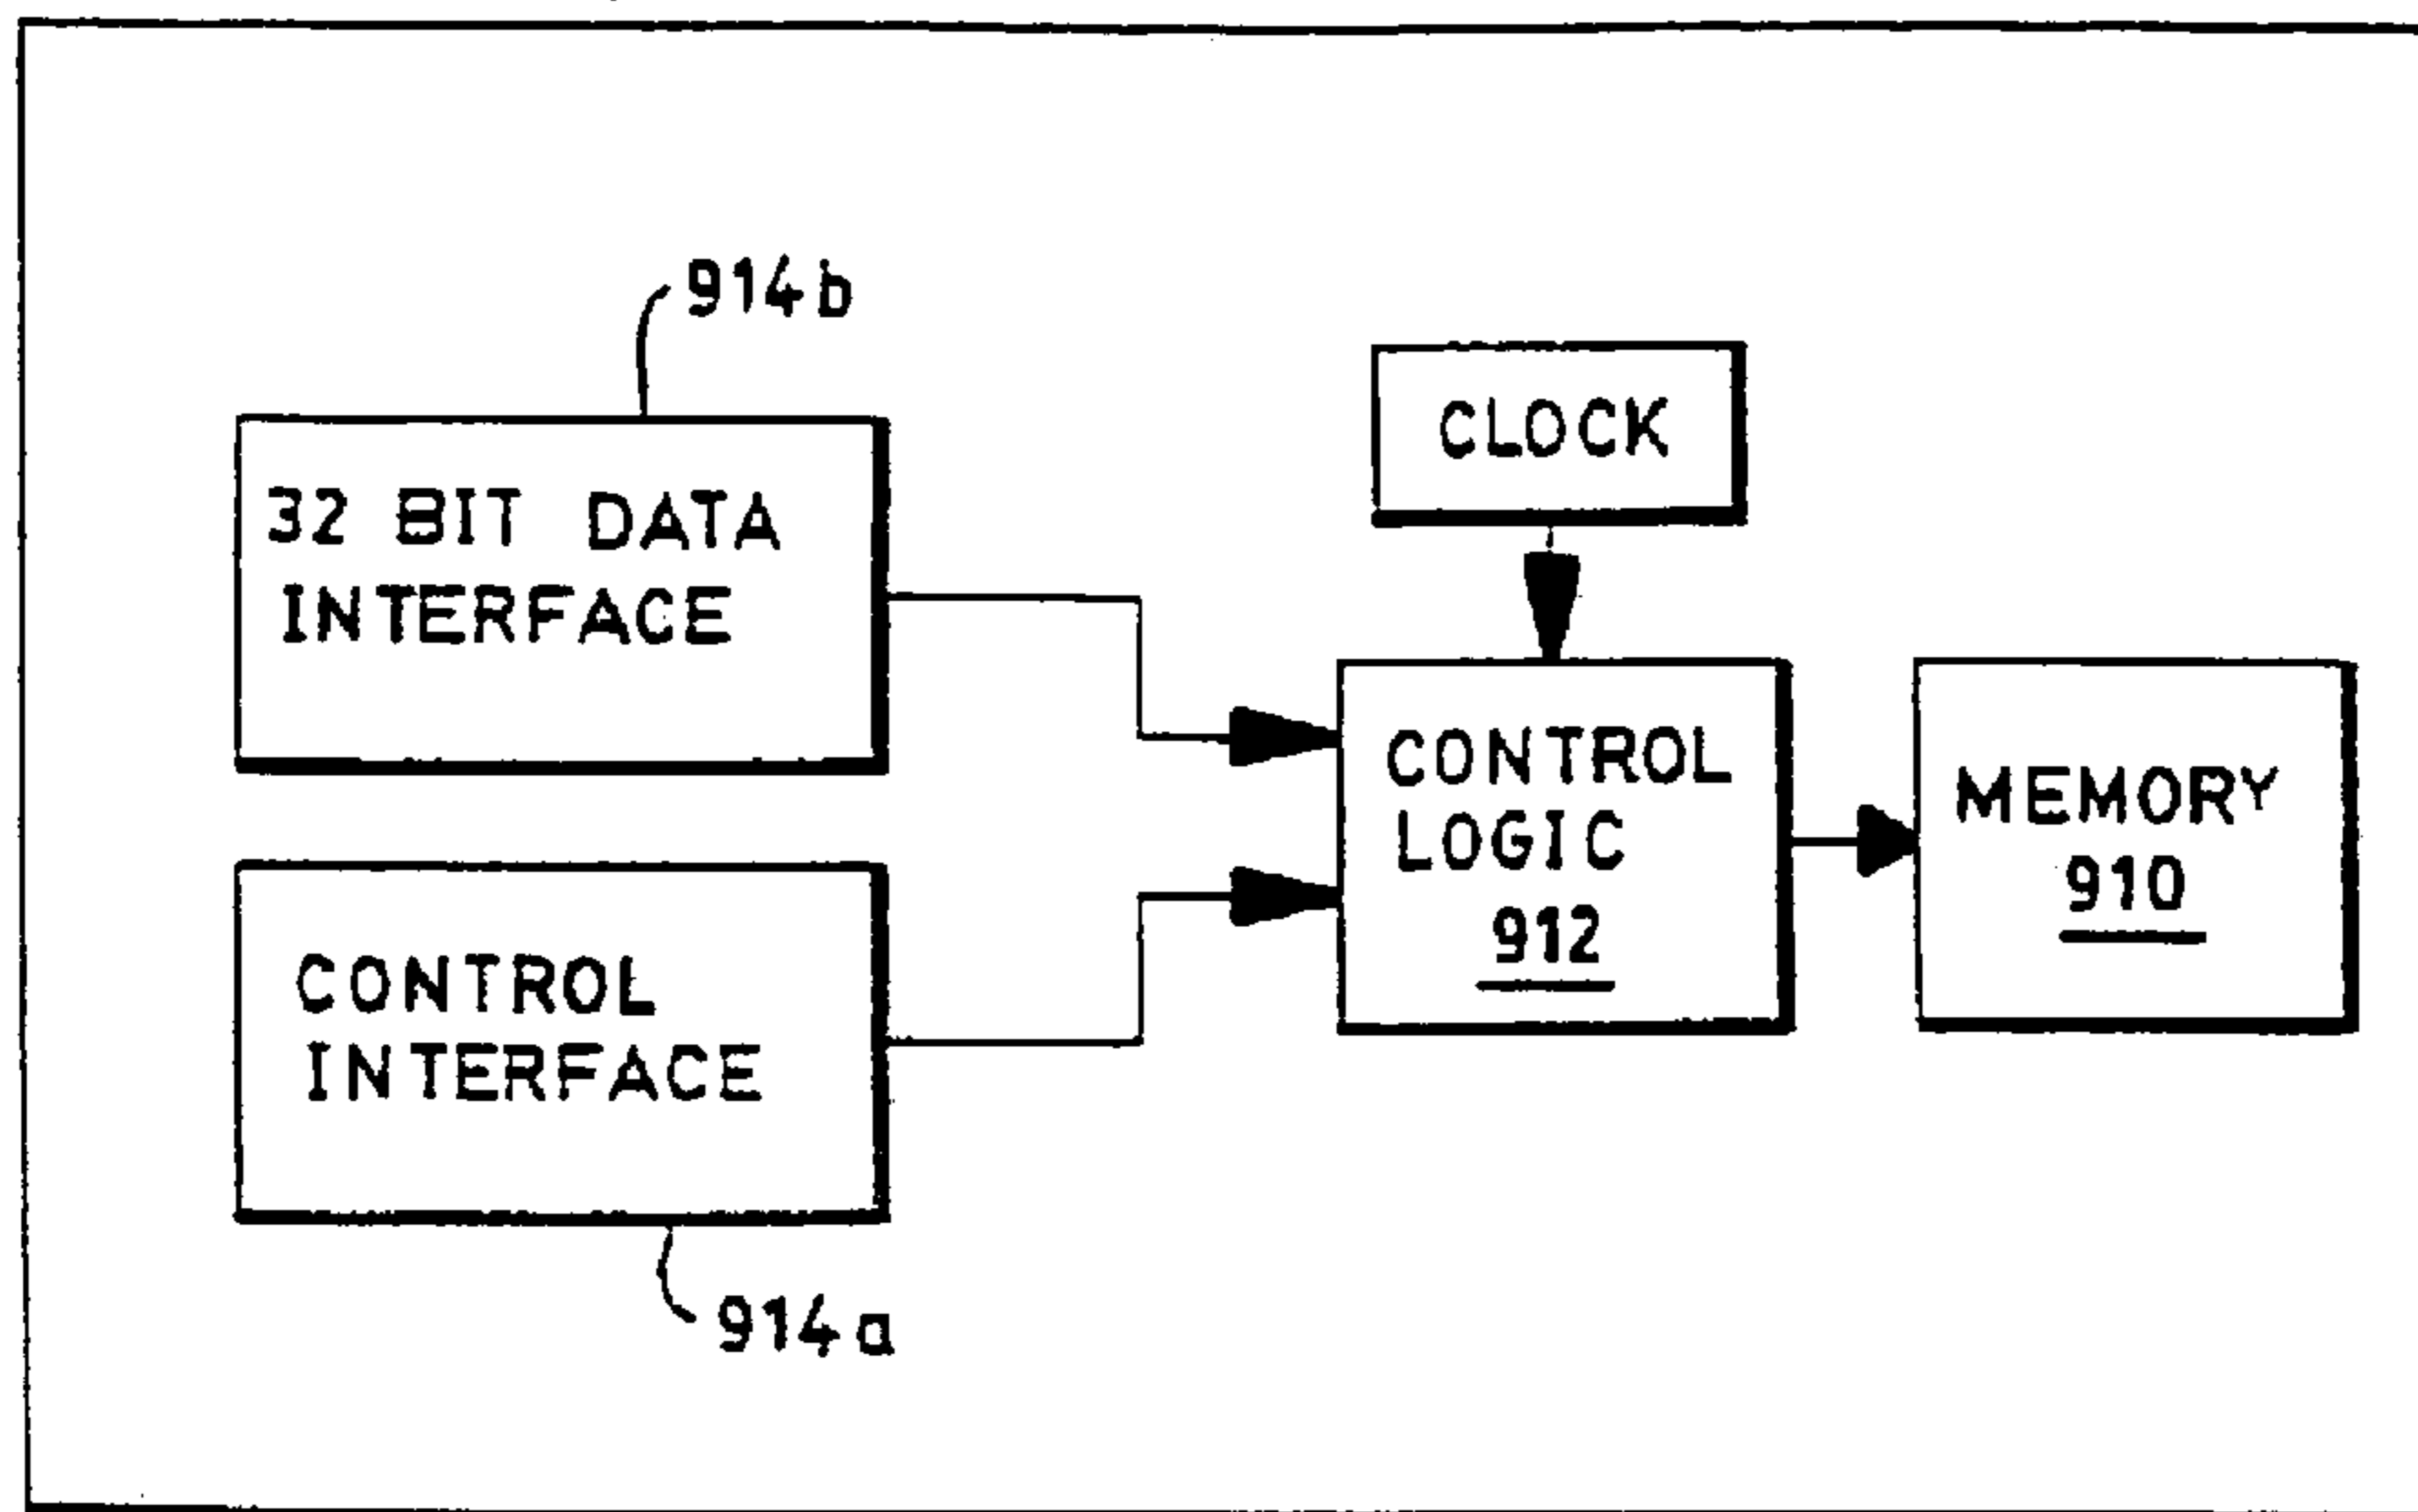 914b
32 BIT DATA
INTERFACE
CLOCK
CONTROL
LOGIC
912
MEMORY
910
CONTROL
INTERFACE
914a